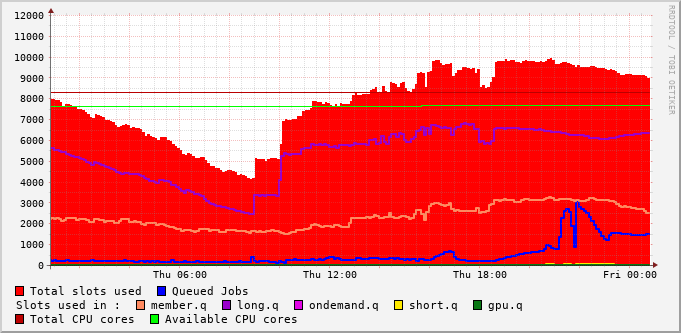 12000
11000
10000
9000
8000
7000
6000
5000
4000
3000
2000
1000
0
Thu 06:00 Thu 12:00 Thu 18:00 Fri 00:00
RRDTOOL / TOBI OETIKER
Total slots used Queued Jobs
Slots used in : member.q long.q ondemand.q short.q gpu.q
Total CPU cores Available CPU cores